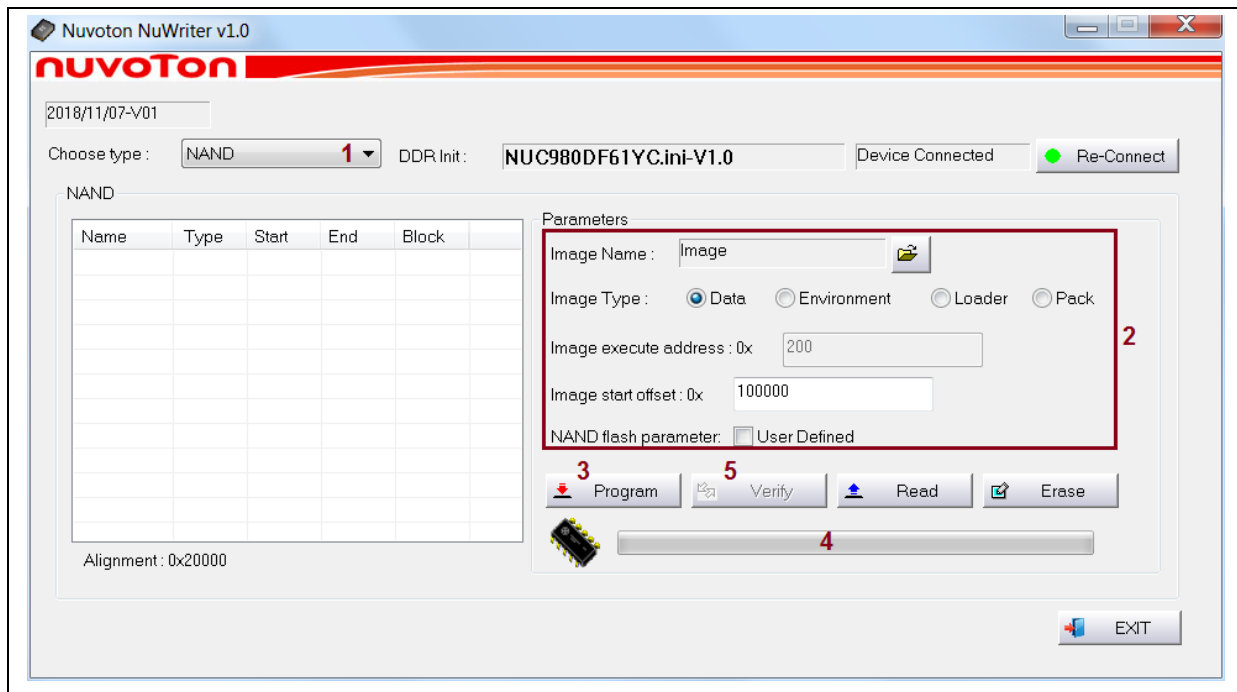 Nuvoton NuWriter v1.0
nuvoTon
2018/11/07-V01
Choose type : NAND 1 DDR Init : NUC980DF61YC.ini-V1.0 Device Connected Re-Connect
NAND
Name Type Start End Block
Alignment : 0x20000
Parameters
Image Name : Image
Image Type : Data Environment Loader Pack
2
Image execute address : 0x 200
Image start offset : 0x 100000
NAND flash parameter: User Defined
3 5
Program Verify Read Erase
4
EXIT